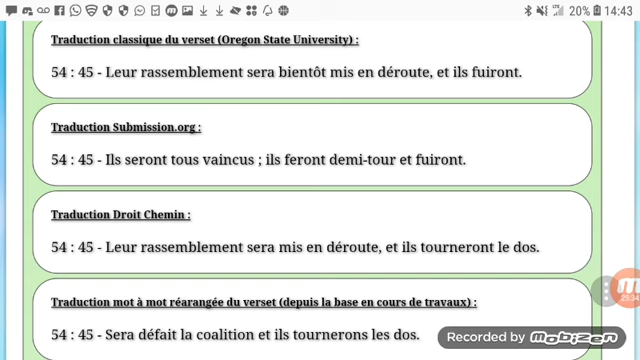 20% 14:43
Traduction classique du verset (Oregon State University) :
54 : 45 - Leur rassemblement sera bientôt mis en déroute, et ils fuiront.
Traduction Submission.org :
54 : 45 - Ils seront tous vaincus ; ils feront demi-tour et fuiront.
Traduction Droit Chemin :
54 : 45 - Leur rassemblement sera mis en déroute, et ils tourneront le dos.
Traduction mot à mot réarangée du verset (depuis la base en cours de travaux) :
54 : 45 - Sera défait la coalition et ils tournerons les dos.
Recorded by mobizen